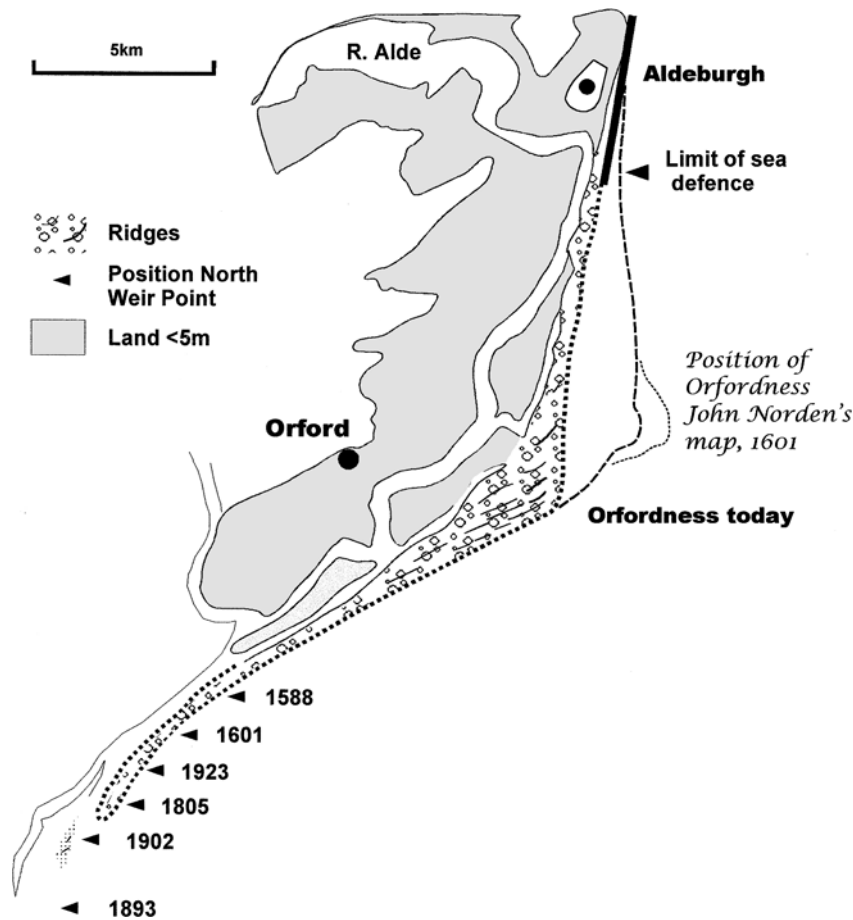 5km
R. Alde
Aldeburgh
Limit of sea
defence
Ridges
Position North
Weir Point
Land <5m
Position of
Orfordness
John Norden's
map, 1601
Orford
Orfordness today
1588
1601
1923
1805
1902
1893